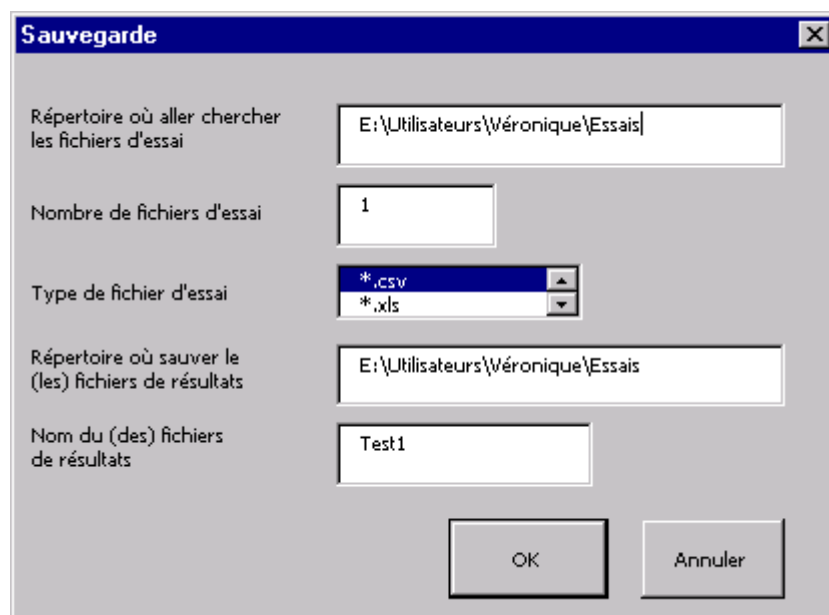 Sauvegarde
Répertoire où aller chercher
les fichiers d'essai
E:\Utilisateurs\Véronique\Essais
Nombre de fichiers d'essai
1
Type de fichier d'essai
*.csv
*.xls
Répertoire où sauver le
(les) fichiers de résultats
E:\Utilisateurs\Véronique\Essais
Nom du (des) fichiers
de résultats
Test1
OK
Annuler